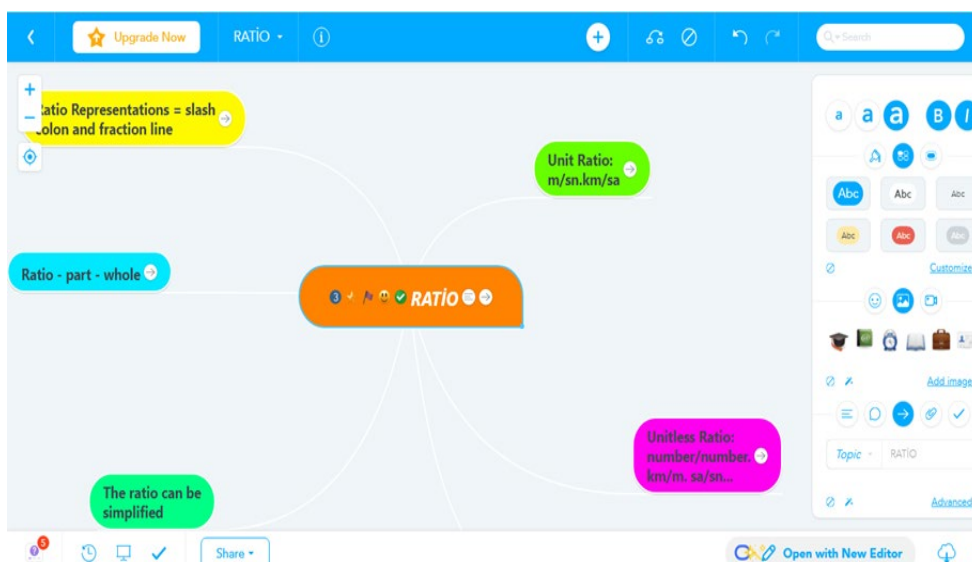 Upgrade Now
RATİO
Search
Ratio Representations = slash
colon and fraction line
Unit Ratio:
m/sn.km/sa
Ratio - part - whole
RATİO
Unitless Ratio:
number/number.
km/m. sa/sn...
The ratio can be
simplified
a a a B I
Abc Abc Abc
Abc Abc Abc
Customize
Add image
Topic RATİO
Advanced
5
Share
Open with New Editor